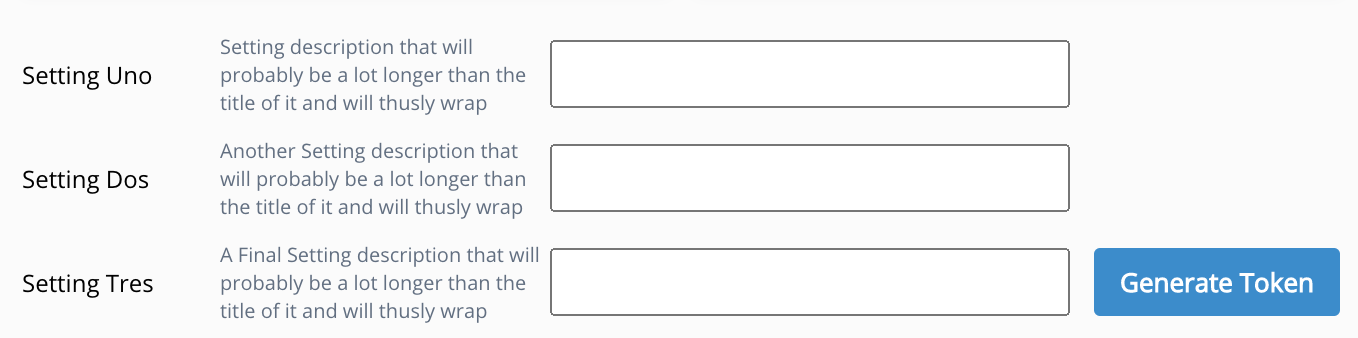 Setting Uno
Setting description that will
probably be a lot longer than the
title of it and will thusly wrap
Setting Dos
Another Setting description that
will probably be a lot longer than
the title of it and will thusly wrap
Setting Tres
A Final Setting description that will
probably be a lot longer than the
title of it and will thusly wrap
Generate Token